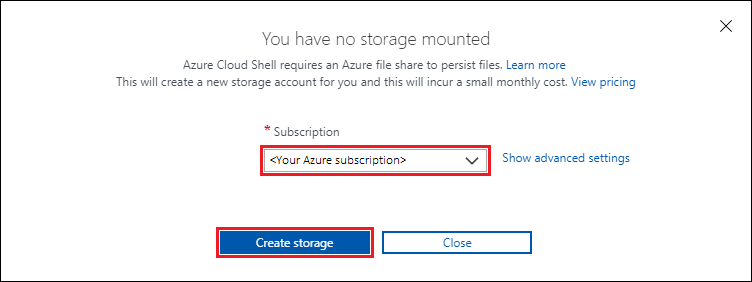 You have no storage mounted
Azure Cloud Shell requires an Azure file share to persist files. Learn more
This will create a new storage account for you and this will incur a small monthly cost. View pricing
* Subscription
<Your Azure subscription>
Show advanced settings
Create storage
Close